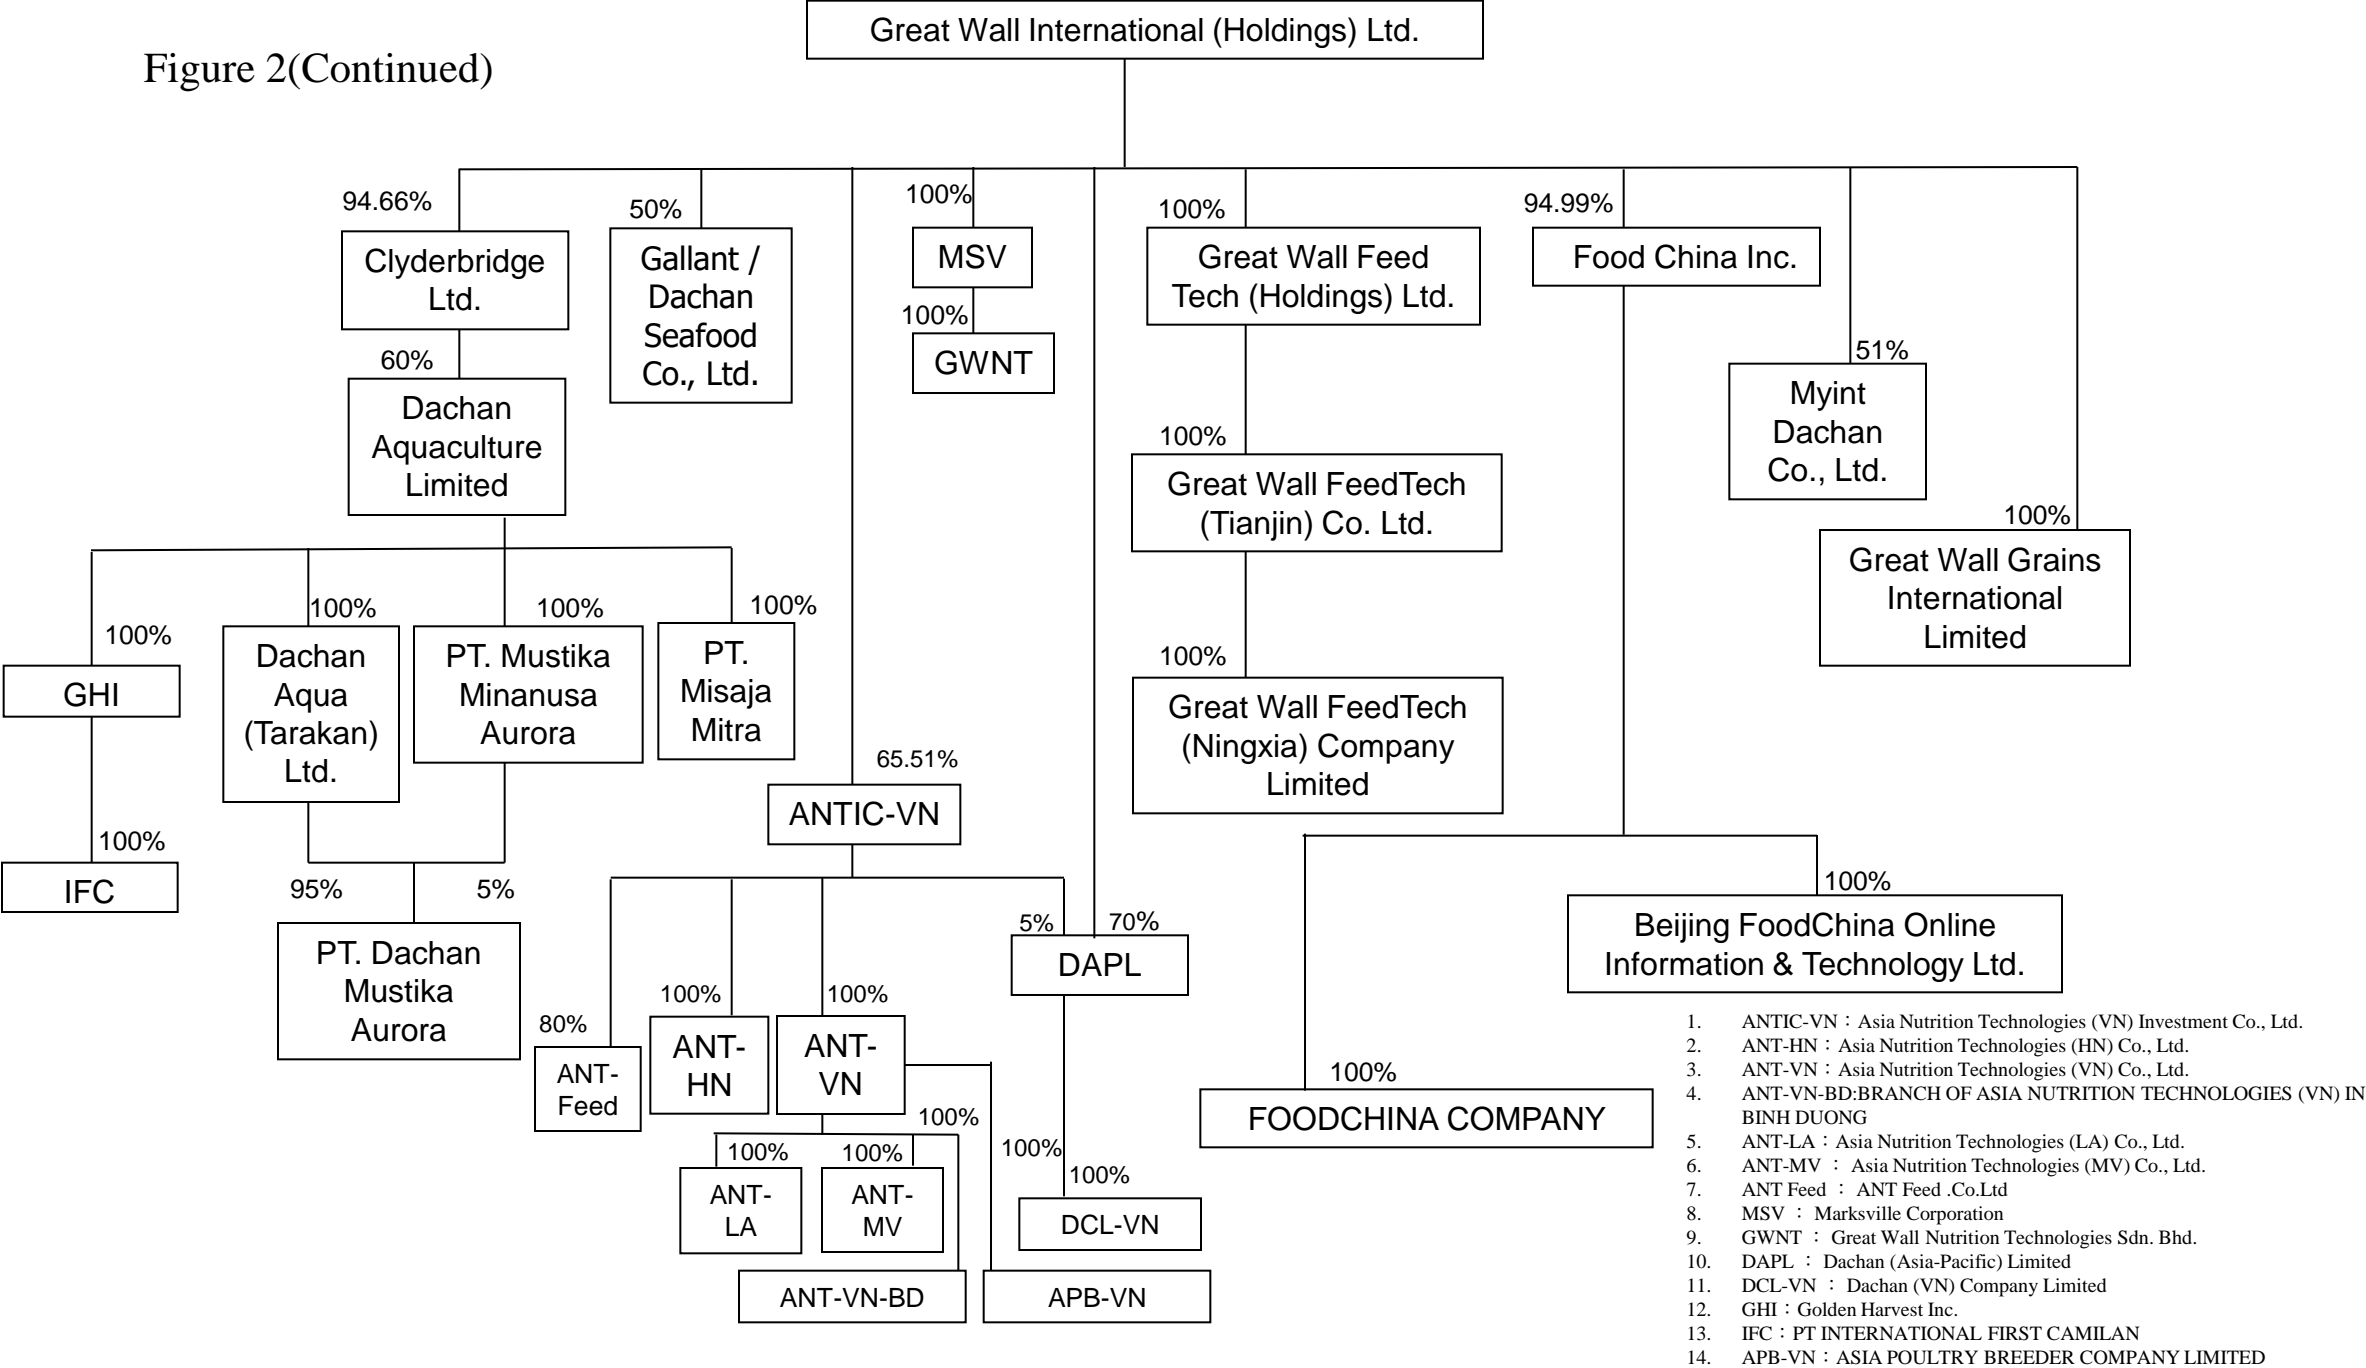 Great Wall International (Holdings) Ltd.
Figure 2(Continued)
94.66%
50%
100%
100%
94.99%
Clyderbridge
Ltd.
Gallant /
Dachan
Seafood
Co., Ltd.
MSV
Great Wall Feed
Tech (Holdings) Ltd.
Food China Inc.
100%
GWNT
60%
51%
Dachan
Aquaculture
Limited
Myint
Dachan
Co., Ltd.
100%
Great Wall FeedTech
(Tianjin) Co. Ltd.
100%
Great Wall Grains
International
Limited
100%
100%
100%
100%
GHI
Dachan
Aqua
(Tarakan)
Ltd.
PT. Mustika
Minanusa
Aurora
PT.
Misaja
Mitra
100%
Great Wall FeedTech
(Ningxia) Company
Limited
65.51%
ANTIC-VN
100%
IFC
95%
5%
PT. Dachan
Mustika
Aurora
5%
70%
DAPL
100%
Beijing FoodChina Online
Information & Technology Ltd.
80%
100%
100%
ANT-
Feed
ANT-
HN
ANT-
VN
100%
FOODCHINA COMPANY
100%
100%
100%
100%
100%
ANT-
LA
ANT-
MV
DCL-VN
ANT-VN-BD
APB-VN
1. ANTIC-VN：Asia Nutrition Technologies (VN) Investment Co., Ltd.
2. ANT-HN：Asia Nutrition Technologies (HN) Co., Ltd.
3. ANT-VN：Asia Nutrition Technologies (VN) Co., Ltd.
4. ANT-VN-BD:BRANCH OF ASIA NUTRITION TECHNOLOGIES (VN) IN
BINH DUONG
5. ANT-LA：Asia Nutrition Technologies (LA) Co., Ltd.
6. ANT-MV ： Asia Nutrition Technologies (MV) Co., Ltd.
7. ANT Feed ： ANT Feed .Co.Ltd
8. MSV ： Marksville Corporation
9. GWNT ： Great Wall Nutrition Technologies Sdn. Bhd.
10. DAPL ： Dachan (Asia-Pacific) Limited
11. DCL-VN ： Dachan (VN) Company Limited
12. GHI：Golden Harvest Inc.
13. IFC：PT INTERNATIONAL FIRST CAMILAN
14. APB-VN：ASIA POULTRY BREEDER COMPANY LIMITED